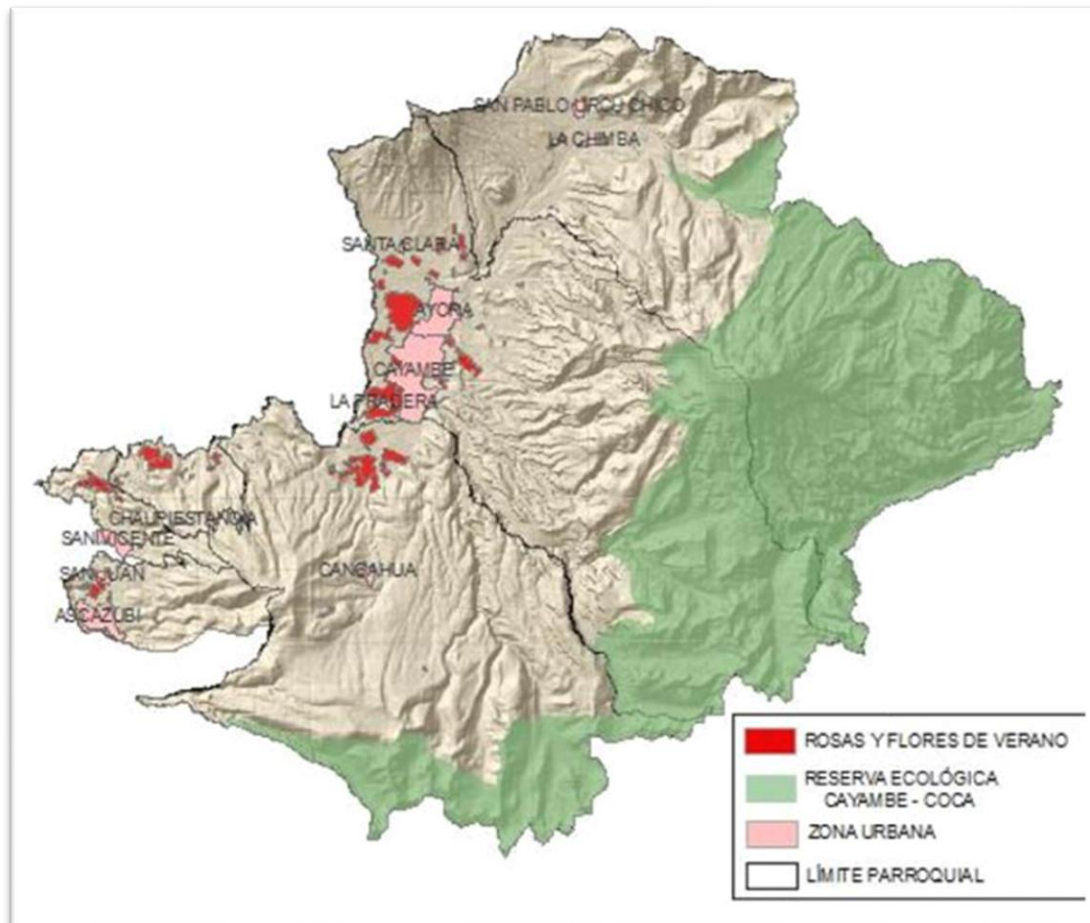 SAN PABLO URCU CHICO
LA CHIMBA
SANTA CLARA
AYORA
CAYAMBE
LA PRADERA
CHAUPIESTANCIA
SAN VICENTE
SAN JUAN
CANGAHUA
ASCAZUBI
ROSAS Y FLORES DE VERANO
RESERVA ECOLÓGICA
CAYAMBE - COCA
ZONA URBANA
LÍMITE PARROQUIAL